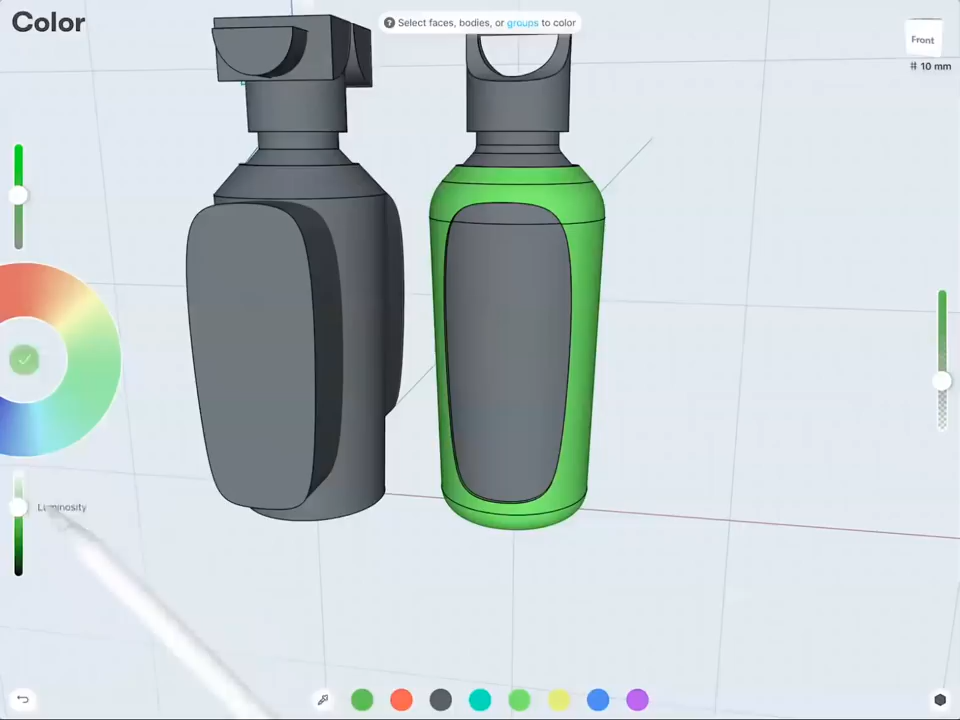 Color
? Select faces, bodies, or groups to color
Front
# 10 mm
Luminosity